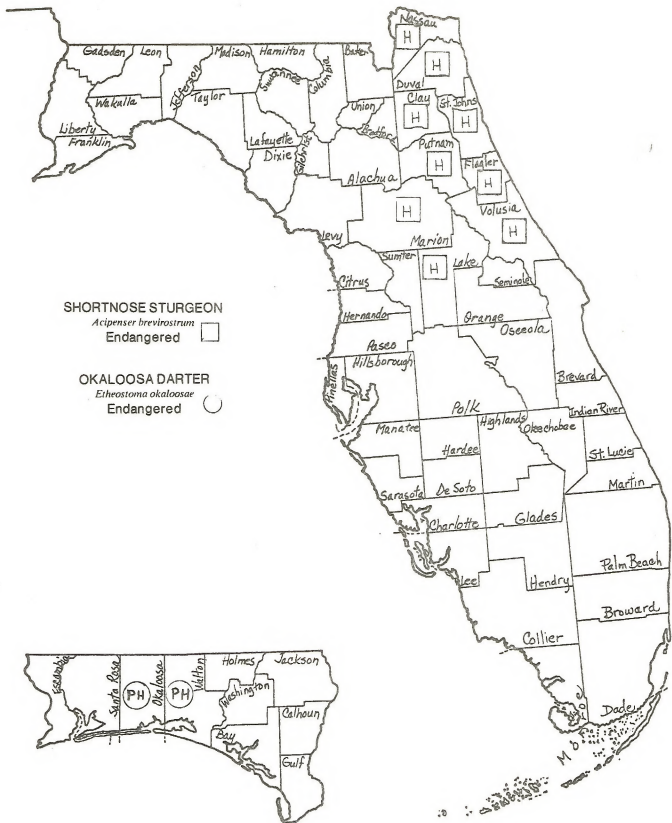 Nassau
H
Gadsden Leon Madison Hamilton Baker
Jefferson Suwannee Columbia
H
Duval
Wakulla Taylor Union Clay St. Johns
H H
Liberty Lafayette Bradford
Franklin Dixie Gilchrist Putnam
H Flagler
Alachua H
Volusia
H H
Levy Marion
Sumter H Lake
Citrus Seminole
SHORTNOSE STURGEON
Acipenser brevirostrum
Endangered
OKALOOSA DARTER
Etheostoma okaloosae
Endangered
Hernando Orange
Osceola
Pasco
Hillsborough
Pinellas Brevard
Polk Highlands Indian River
Manatee Okeechobee
Hardee St. Lucie
Sarasota De Soto Martin
Charlotte Glades
Lee Hendry Palm Beach
Broward
Collier
Monroe Dade
Escambia Santa Rosa Okaloosa Walton Holmes Jackson
PH PH
Washington
Calhoun
Bay
Gulf